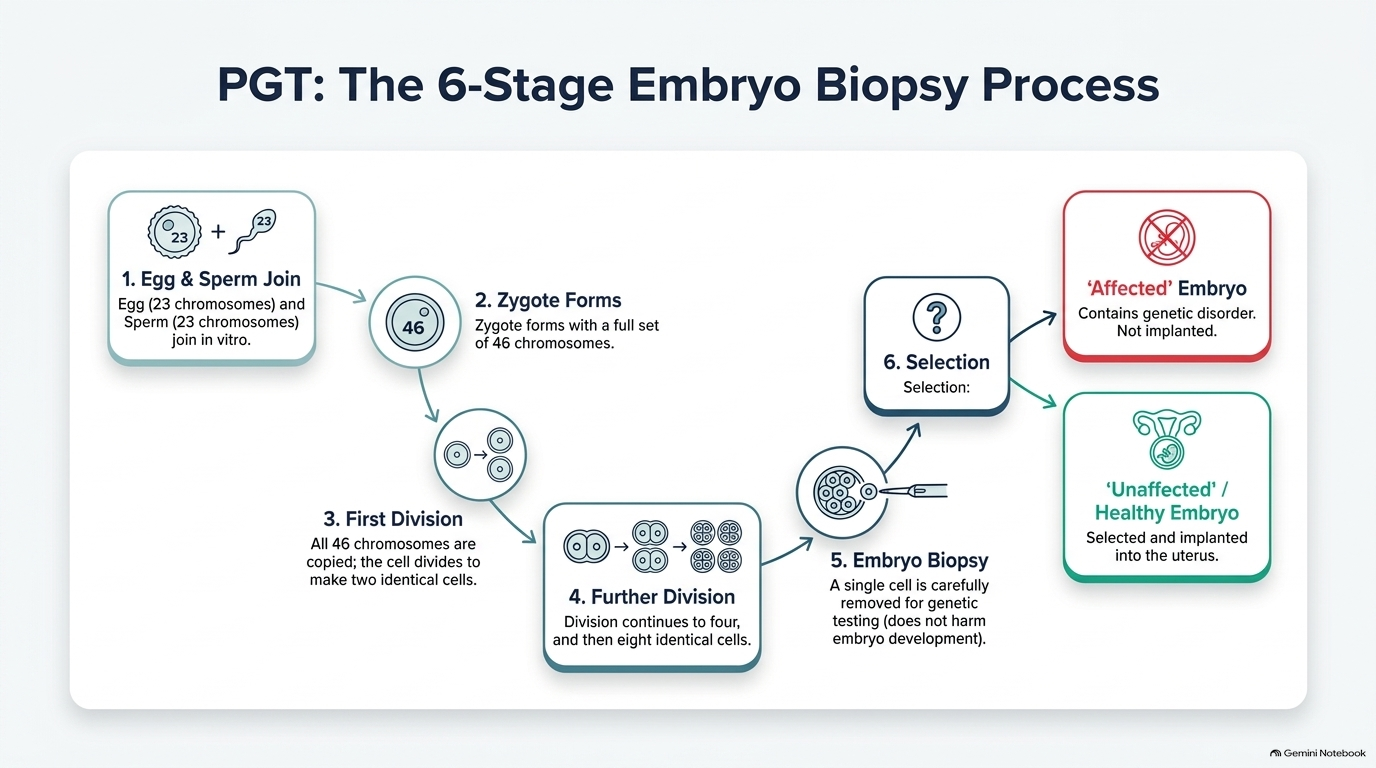 PGT: The 6-Stage Embryo Biopsy Process
23
+
23
1. Egg & Sperm Join
Egg (23 chromosomes) and
Sperm (23 chromosomes)
join in vitro.
46
2. Zygote Forms
Zygote forms with a full set
of 46 chromosomes.
3. First Division
All 46 chromosomes are
copied; the cell divides to
make two identical cells.
4. Further Division
Division continues to four,
and then eight identical cells.
5. Embryo Biopsy
A single cell is carefully
removed for genetic
testing (does not harm
embryo development).
?
6. Selection
Selection:
‘Affected’ Embryo
Contains genetic disorder.
Not implanted.
‘Unaffected’ /
Healthy Embryo
Selected and implanted
into the uterus.
Gemini Notebook